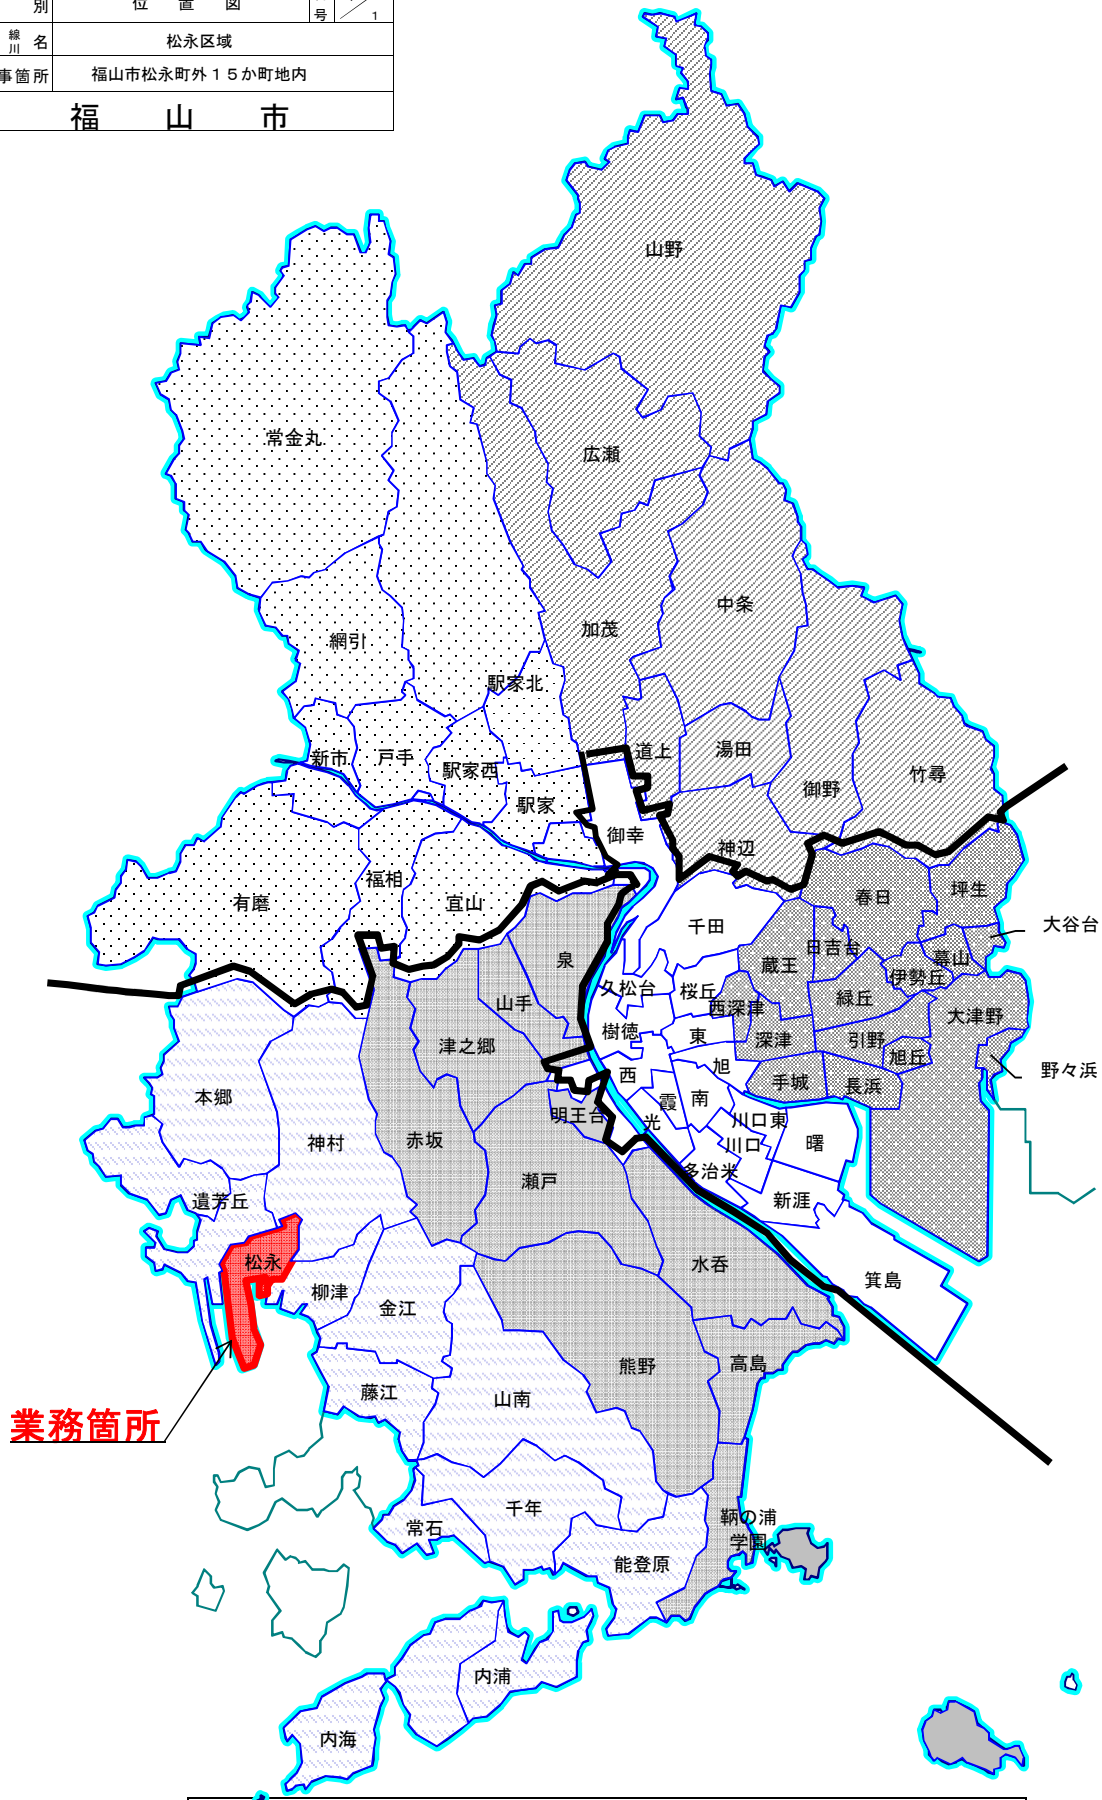 別 位置図 号 1
線川名 松永区域
事箇所 福山市松永町外１５か町地内
福山市
山野
常金丸
広瀬
中条
加茂
網引
駅家北
道上
湯田
新市
戸手
駅家西
竹尋
御野
駅家
御幸
神辺
福相
有磨
宜山
春日
坪生
大谷台
千田
日吉台
泉
蔵王
幕山
伊勢丘
久松台
桜丘
緑丘
山手
西深津
大津野
樹徳
東
深津
引野
津之郷
旭丘
旭
野々浜
西
手城
長浜
本郷
南
霞
明王台
光
川口東
赤坂
神村
川口
曙
多治米
瀬戸
遺芳丘
新涯
松永
水呑
箕島
柳津
金江
高島
熊野
藤江
山南
業務箇所
千年
鞆の浦
学園
常石
能登原
内浦
内海